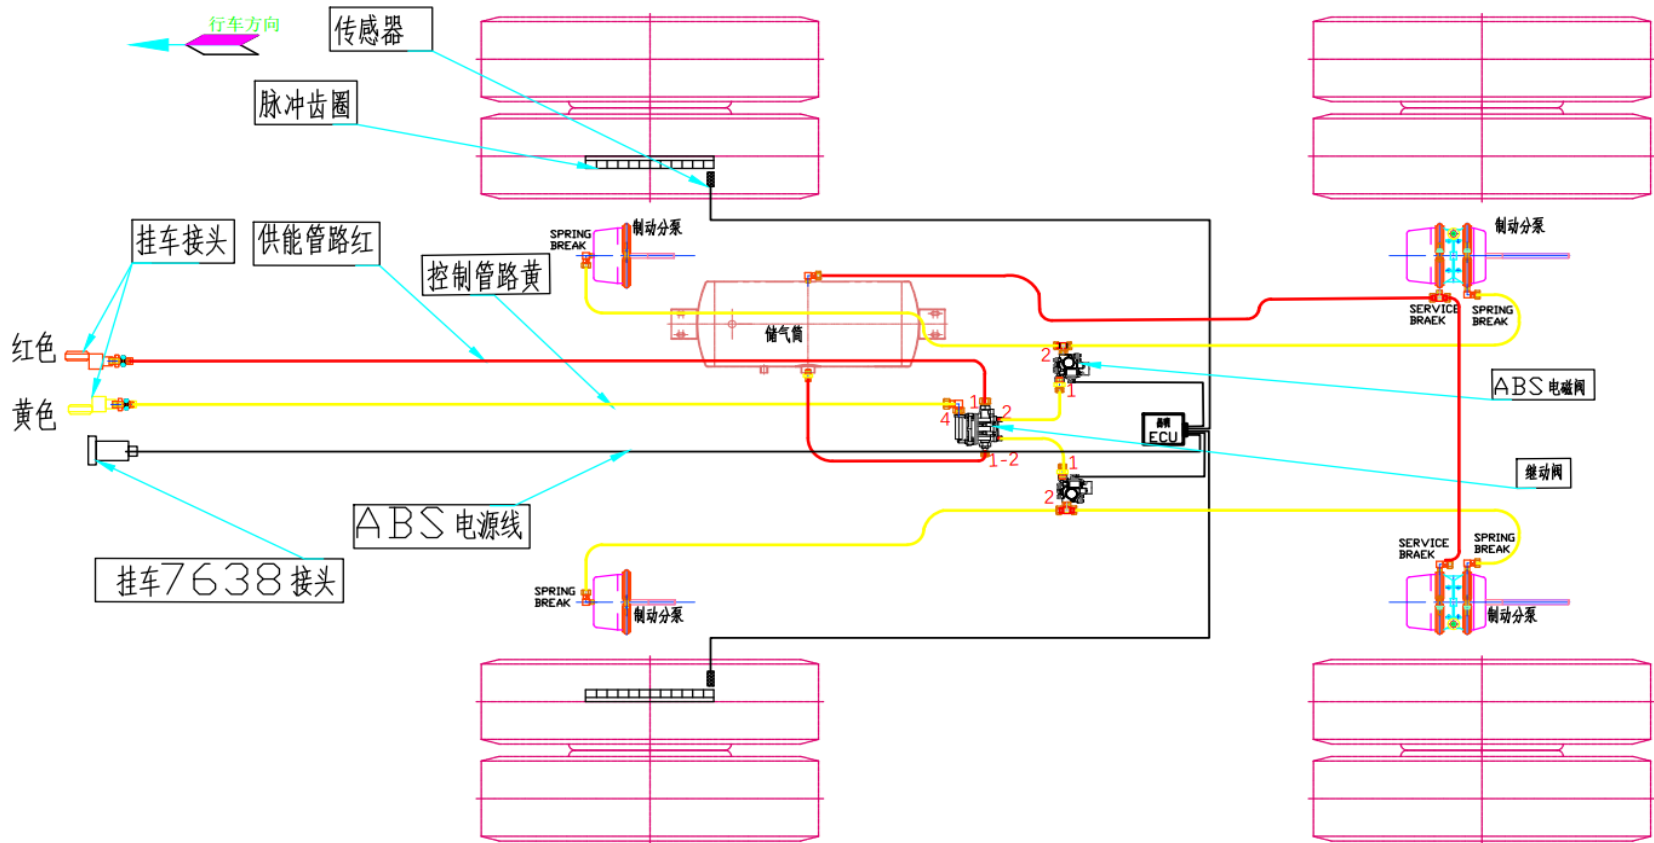 行车方向
传感器
脉冲齿圈
挂车接头
供能管路红
控制管路黄
SPRING
BREAK
制动分泵
制动分泵
储气筒
SERVICE
BRAEK
SPRING
BREAK
红色
黄色
2
1
ABS电磁阀
4
1
2
1-2
ECU
1
2
继动阀
ABS电源线
挂车7638接头
SPRING
BREAK
制动分泵
SERVICE
BRAEK
SPRING
BREAK
制动分泵